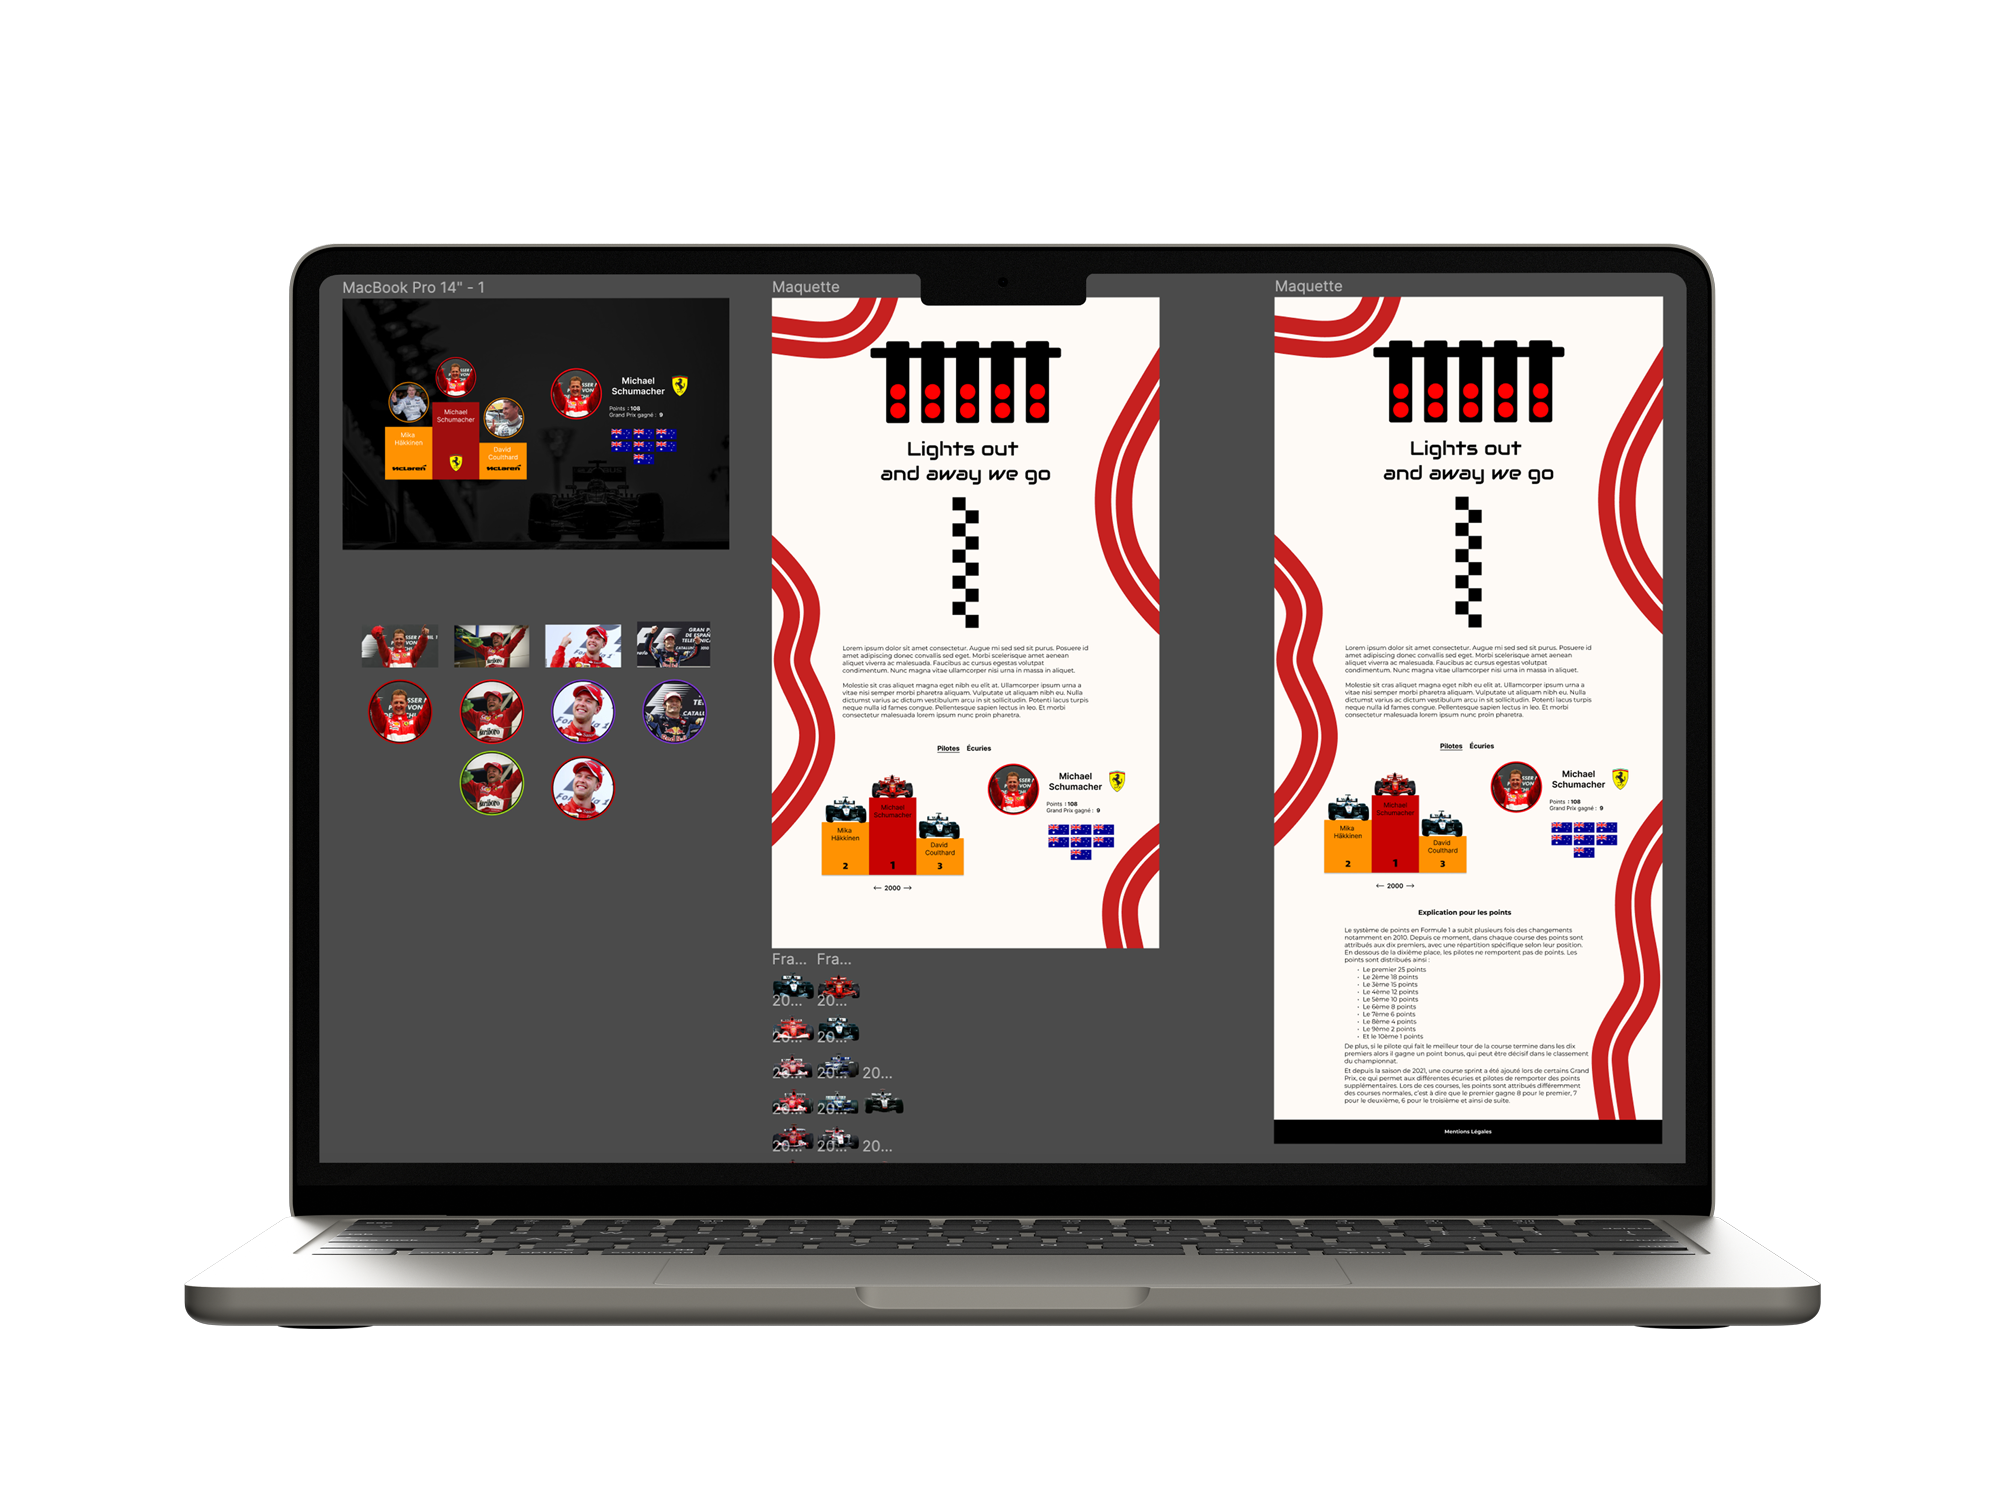 MacBook Pro 14" - 1
Michael
Schumacher
Mika
Häkkinen
David
Coulthard
McLaren
McLaren
Michael
Schumacher
Points : 108
Grand Prix gagné : 9
Maquette
Lights out
and away we go
Lorem ipsum dolor sit amet consectetur. Augue mi sed sed sit purus. Posuere id
amet adipiscing donec convallis sed eget. Morbi scelerisque amet aenean
aliquet viverra ac malesuada. Faucibus ac cursus egestas volutpat
condimentum. Nunc magna vitae ullamcorper nisi urna in massa in aliquet.
Molestie sit cras aliquet magna eget nibh eu elit at. Ullamcorper ipsum urna a
vitae nisi semper morbi pharetra aliquam. Vulputate ut aliquam nibh eu. Nulla
dictumst varius ac dictum vestibulum arcu in sit sollicitudin. Potenti lacus turpis
neque nulla id fames congue. Pellentesque sapien lectus in leo. Et morbi
consectetur malesuada lorem ipsum nunc proin pharetra.
Pilotes Écuries
Michael
Schumacher
Mika
Häkkinen
David
Coulthard
2
1
3
← 2000 →
Michael
Schumacher
Points : 108
Grand Prix gagné : 9
Fra... Fra...
20... 20...
20... 20...
20... 20... 20...
20... 20...
20... 20... 20...
Maquette
Lights out
and away we go
Lorem ipsum dolor sit amet consectetur. Augue mi sed sed sit purus. Posuere id
amet adipiscing donec convallis sed eget. Morbi scelerisque amet aenean
aliquet viverra ac malesuada. Faucibus ac cursus egestas volutpat
condimentum. Nunc magna vitae ullamcorper nisi urna in massa in aliquet.
Molestie sit cras aliquet magna eget nibh eu elit at. Ullamcorper ipsum urna a
vitae nisi semper morbi pharetra aliquam. Vulputate ut aliquam nibh eu. Nulla
dictumst varius ac dictum vestibulum arcu in sit sollicitudin. Potenti lacus turpis
neque nulla id fames congue. Pellentesque sapien lectus in leo. Et morbi
consectetur malesuada lorem ipsum nunc proin pharetra.
Pilotes Écuries
Michael
Schumacher
Mika
Häkkinen
David
Coulthard
2
1
3
← 2000 →
Michael
Schumacher
Points : 108
Grand Prix gagné : 9
Explication pour les points
Le système de points en Formule 1 a subit plusieurs fois des changements
notamment en 2010. Depuis ce moment, dans chaque course des points sont
attribués aux dix premiers, avec une répartition spécifique selon leur position.
En dessous de la dixième place, les pilotes ne remportent pas de points. Les
points sont distribués ainsi :
• Le premier 25 points
• Le 2ème 18 points
• Le 3ème 15 points
• Le 4ème 12 points
• Le 5ème 10 points
• Le 6ème 8 points
• Le 7ème 6 points
• Le 8ème 4 points
• Le 9ème 2 points
• Et le 10ème 1 points
De plus, si le pilote qui fait le meilleur tour de la course termine dans les dix
premiers alors il gagne un point bonus, qui peut être décisif dans le classement
du championnat.
Et depuis la saison de 2021, une course sprint a été ajouté lors de certains Grand
Prix, ce qui permet aux différentes écuries et pilotes de remporter des points
supplémentaires. Lors de ces courses, les points sont attribués différemment
des courses normales, c'est à dire que le premier gagne 8 pour le premier, 7
pour le deuxième, 6 pour le troisième et ainsi de suite.
Mentions Légales